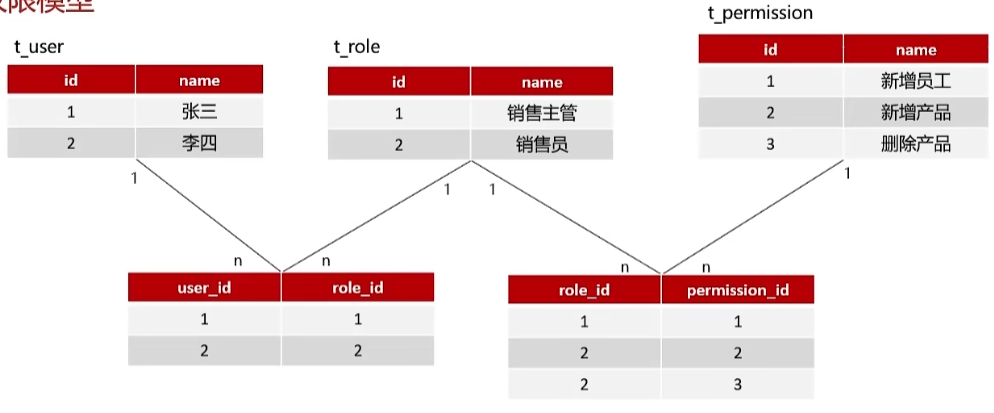 权限模型
t_user
id name
1 张三
2 李四
t_role
id name
1 销售主管
2 销售员
t_permission
id name
1 新增员工
2 新增产品
3 删除产品
1
1 1
1
n n
n n
user_id role_id
1 1
2 2
role_id permission_id
1 1
2 2
2 3